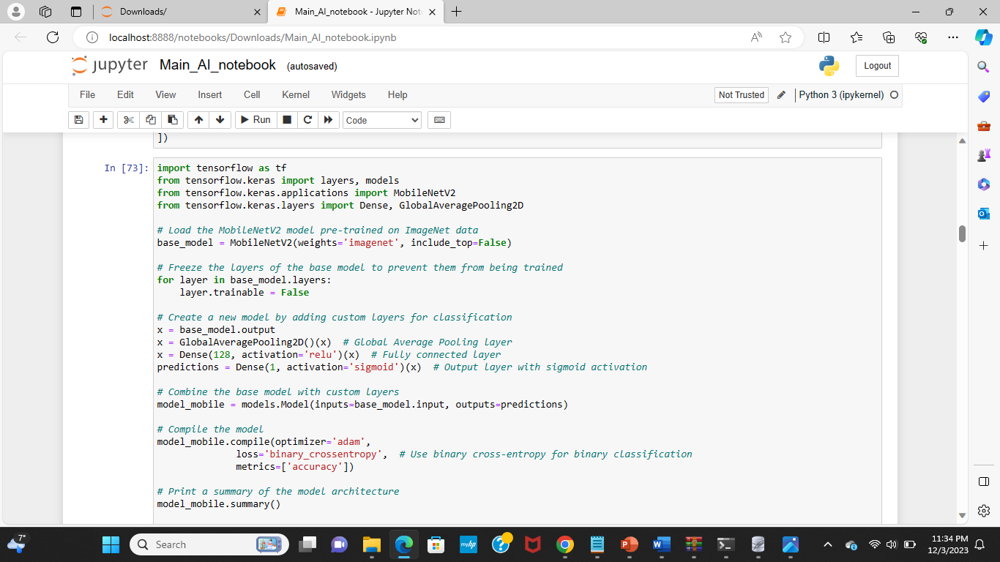 Downloads/
Main_AI_notebook - Jupyter Not
localhost:8888/notebooks/Downloads/Main_AI_notebook.ipynb
jupyter Main_AI_notebook (autosaved)
Logout
File Edit View Insert Cell Kernel Widgets Help
Not Trusted
Python 3 (ipykernel)
Run
Code
])
In [73]:
import tensorflow as tf
from tensorflow.keras import layers, models
from tensorflow.keras.applications import MobileNetV2
from tensorflow.keras.layers import Dense, GlobalAveragePooling2D
# Load the MobileNetV2 model pre-trained on ImageNet data
base_model = MobileNetV2(weights='imagenet', include_top=False)
# Freeze the layers of the base model to prevent them from being trained
for layer in base_model.layers:
    layer.trainable = False
# Create a new model by adding custom layers for classification
x = base_model.output
x = GlobalAveragePooling2D()(x)  # Global Average Pooling layer
x = Dense(128, activation='relu')(x)  # Fully connected layer
predictions = Dense(1, activation='sigmoid')(x)  # Output layer with sigmoid activation
# Combine the base model with custom layers
model_mobile = models.Model(inputs=base_model.input, outputs=predictions)
# Compile the model
model_mobile.compile(optimizer='adam',
              loss='binary_crossentropy',  # Use binary cross-entropy for binary classification
              metrics=['accuracy'])
# Print a summary of the model architecture
model_mobile.summary()
7°
Search
myhp
11:34 PM
12/3/2023